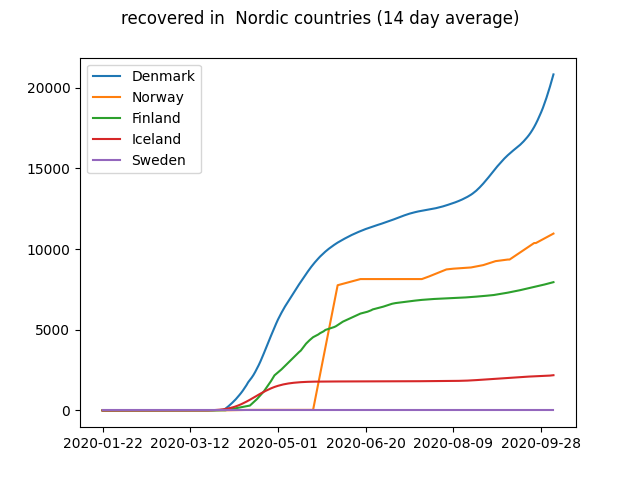 recovered in  Nordic countries (14 day average)
Denmark
Norway
Finland
Iceland
Sweden
20000
15000
10000
5000
0
2020-01-22 2020-03-12 2020-05-01 2020-06-20 2020-08-09 2020-09-28